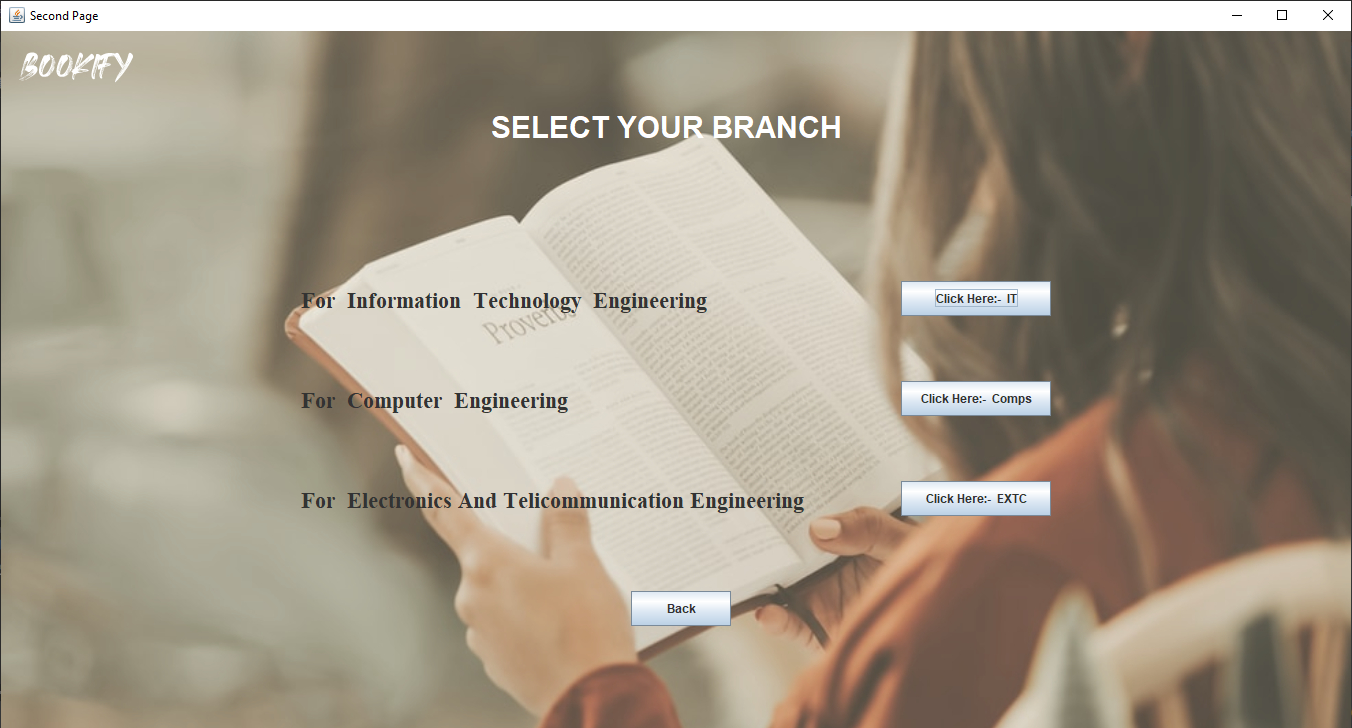 Second Page
BOOKIFY
SELECT YOUR BRANCH
For Information Technology Engineering
Click Here:- IT
Proverbs
For Computer Engineering
Click Here:- Comps
For Electronics And Telicommunication Engineering
Click Here:- EXTC
Back